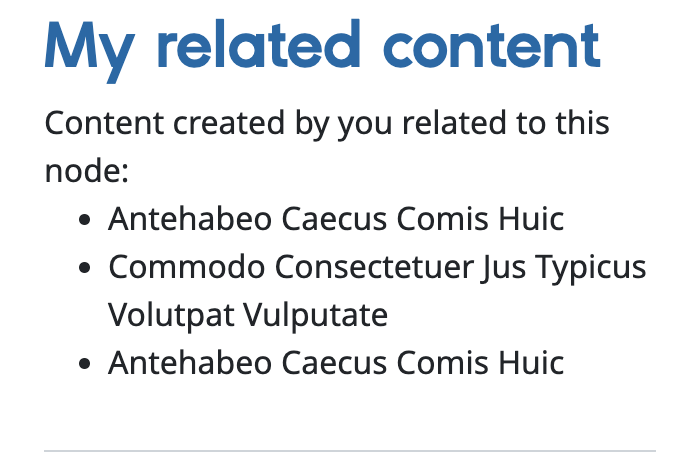 My related content
Content created by you related to this
node:
• Antehabeo Caecus Comis Huic
• Commodo Consectetuer Jus Typicus
Volutpat Vulputate
• Antehabeo Caecus Comis Huic